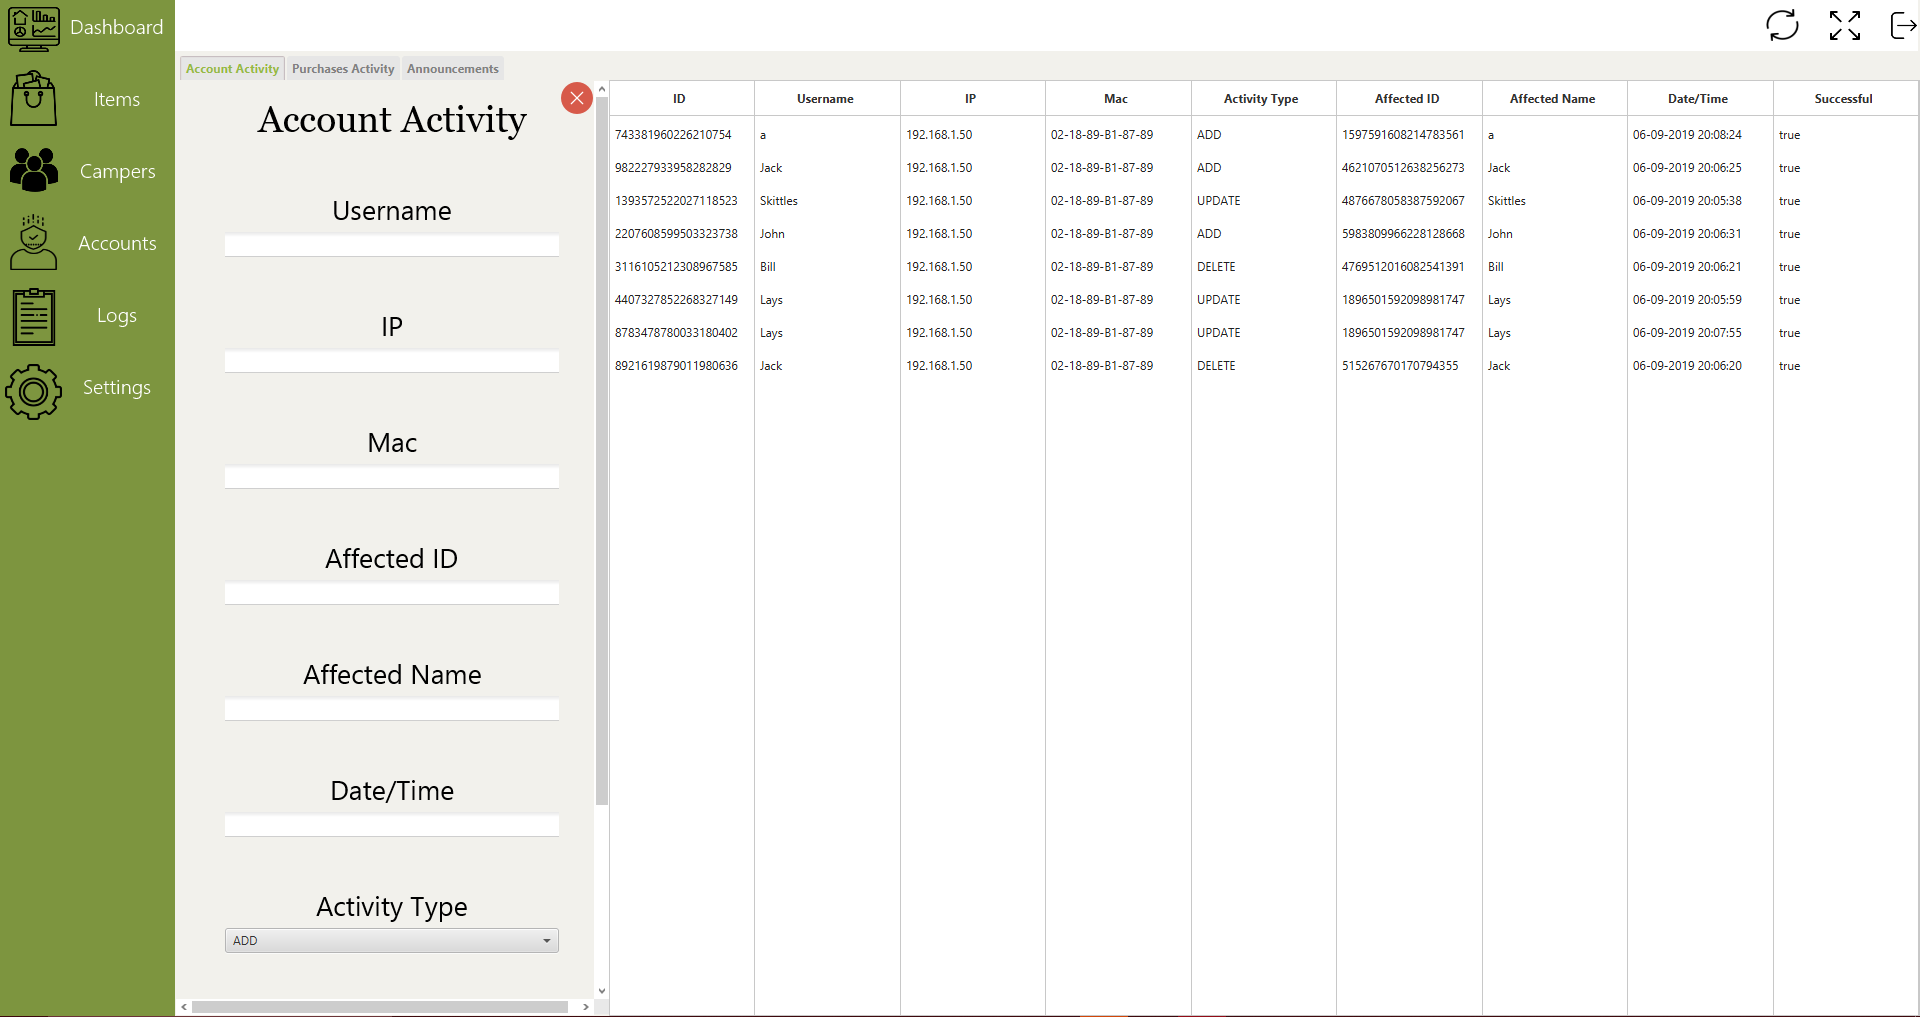 Dashboard
Items
Campers
Accounts
Logs
Settings
Account Activity Purchases Activity Announcements
Account Activity
Username
IP
Mac
Affected ID
Affected Name
Date/Time
Activity Type
ADD
ID Username IP Mac Activity Type Affected ID Affected Name Date/Time Successful
743381960226210754 a 192.168.1.50 02-18-89-B1-87-89 ADD 1597591608214783561 a 06-09-2019 20:08:24 true
982227933958282829 Jack 192.168.1.50 02-18-89-B1-87-89 ADD 4621070512638256273 Jack 06-09-2019 20:06:25 true
1393572522027118523 Skittles 192.168.1.50 02-18-89-B1-87-89 UPDATE 4876678058387592067 Skittles 06-09-2019 20:05:38 true
2207608599503323738 John 192.168.1.50 02-18-89-B1-87-89 ADD 5983809966228128668 John 06-09-2019 20:06:31 true
3116105212308967585 Bill 192.168.1.50 02-18-89-B1-87-89 DELETE 4769512016082541391 Bill 06-09-2019 20:06:21 true
4407327852268327149 Lays 192.168.1.50 02-18-89-B1-87-89 UPDATE 1896501592098981747 Lays 06-09-2019 20:05:59 true
8783478780033180402 Lays 192.168.1.50 02-18-89-B1-87-89 UPDATE 1896501592098981747 Lays 06-09-2019 20:07:55 true
8921619879011980636 Jack 192.168.1.50 02-18-89-B1-87-89 DELETE 515267670170794355 Jack 06-09-2019 20:06:20 true